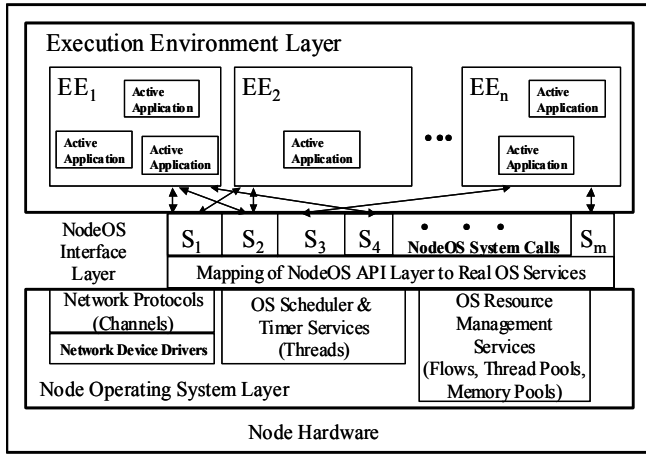 Execution Environment Layer
EE1
Active
Application
Active
Application
Active
Application
EE2
Active
Application
EEn
Active
Application
Active
Application
NodeOS
Interface
Layer
S1
S2
S3
S4
NodeOS System Calls
Sm
Mapping of NodeOS API Layer to Real OS Services
Network Protocols
(Channels)
Network Device Drivers
OS Scheduler &
Timer Services
(Threads)
OS Resource
Management
Services
(Flows, Thread Pools,
Memory Pools)
Node Operating System Layer
Node Hardware